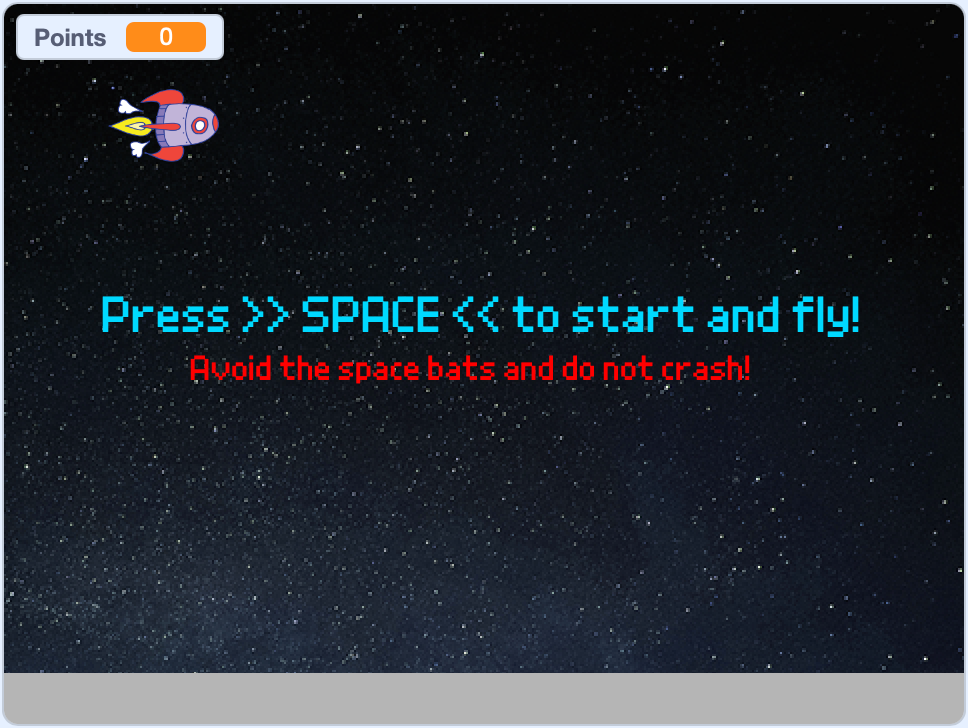 Points 0
Press >> SPACE << to start and fly!
Avoid the space bats and do not crash!